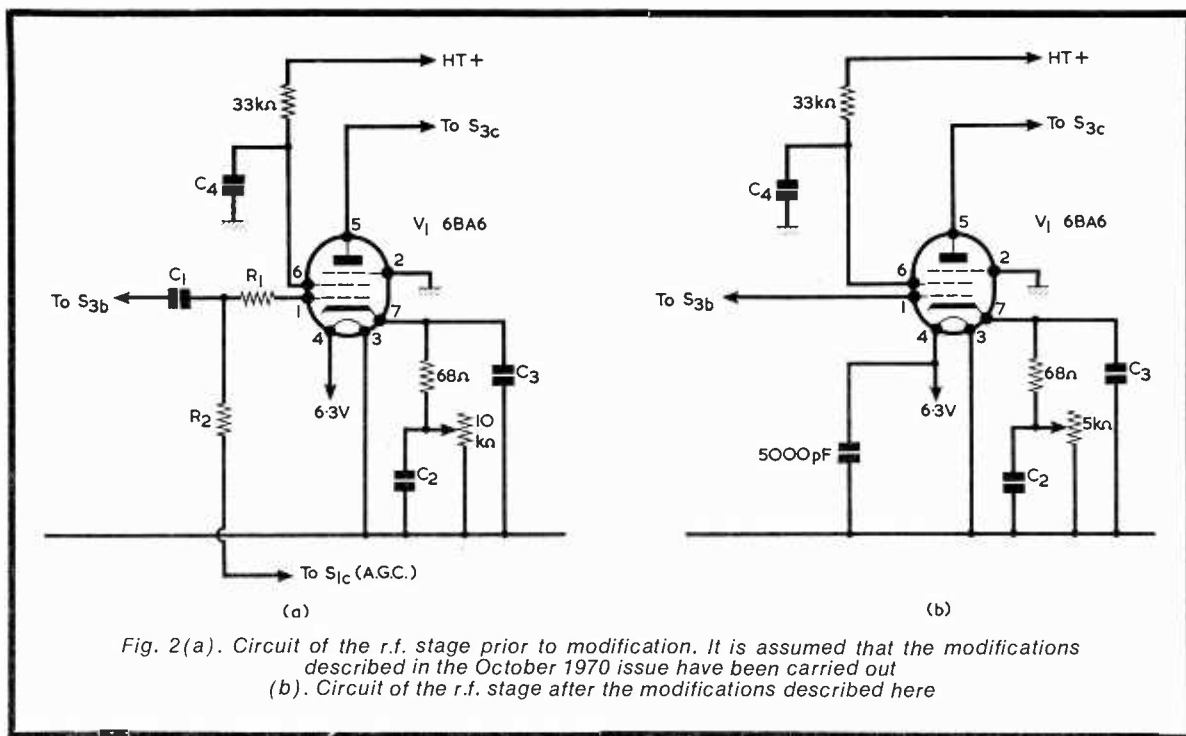 HT+
33kΩ
To S3c
C4
5
V1 6BA6
2
6
C1
R1
To S3b
1
7
4
3
68Ω
C3
R2
6·3V
10
kΩ
C2
To S1c (A.G.C.)
(a)
HT+
33kΩ
To S3c
C4
5
V1 6BA6
2
6
To S3b
1
7
4
3
68Ω
C3
6·3V
5kΩ
5000pF
C2
(b)
Fig. 2(a). Circuit of the r.f. stage prior to modification. It is assumed that the modifications
described in the October 1970 issue have been carried out
(b). Circuit of the r.f. stage after the modifications described here